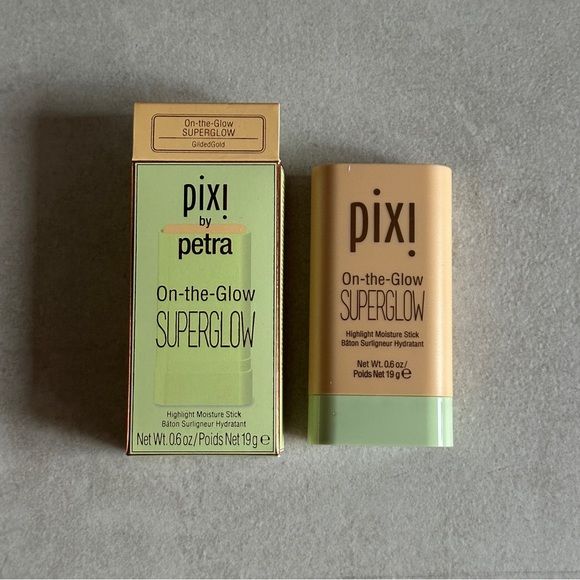 On-the-Glow
SUPERGLOW
GildedGold
pixi
by
petra
On-the-Glow
SUPERGLOW
Highlight Moisture Stick
Bâton Surligneur Hydratant
Net Wt. 0.6 oz/Poids Net 19 g ℮
pixi
On-the-Glow
SUPERGLOW
Highlight Moisture Stick
Bâton Surligneur Hydratant
Net Wt. 0.6 oz/
Poids Net 19 g ℮